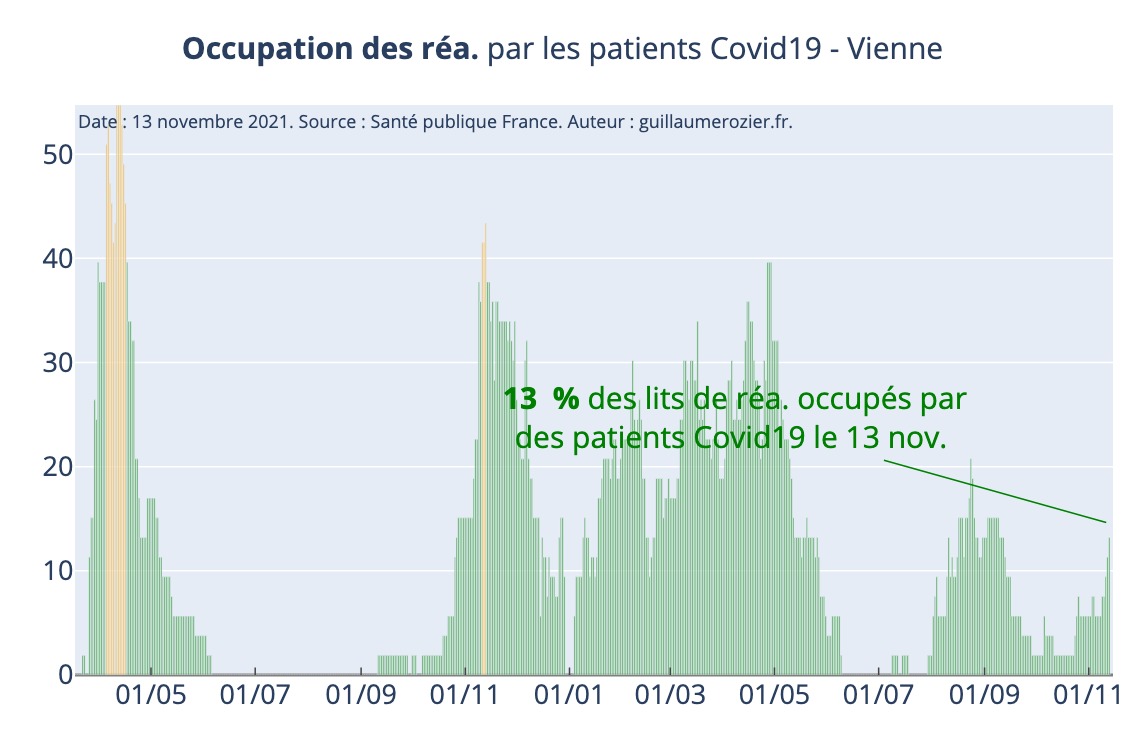 Occupation des réa. par les patients Covid19 - Vienne
Date : 13 novembre 2021. Source : Santé publique France. Auteur : guillaumerozier.fr.
50
40
30
13 % des lits de réa. occupés par
des patients Covid19 le 13 nov.
20
10
0
01/05 01/07 01/09 01/11 01/01 01/03 01/05 01/07 01/09 01/11